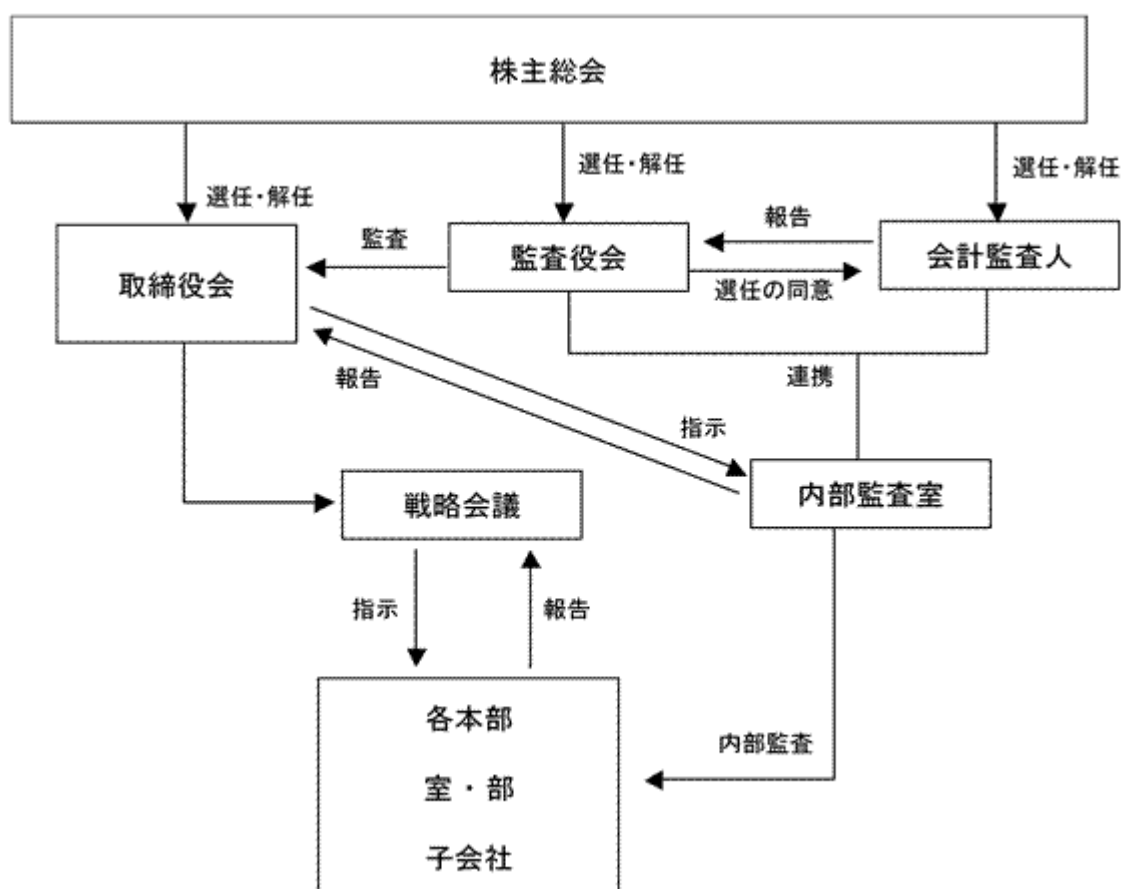 株主総会
選任・解任
選任・解任
選任・解任
取締役会
監査
監査役会
報告
選任の同意
会計監査人
報告
指示
連携
内部監査室
戦略会議
指示
報告
内部監査
各本部
室・部
子会社